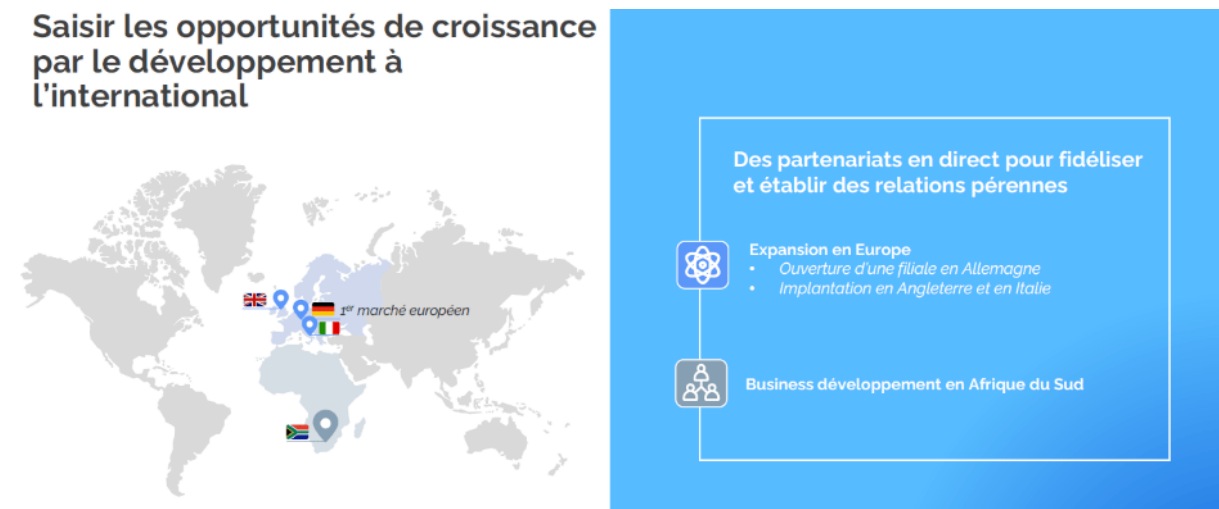 Saisir les opportunités de croissance
par le développement à
l'international
1er marché européen
Des partenariats en direct pour fidéliser
et établir des relations pérennes
Expansion en Europe
• Ouverture d'une filiale en Allemagne
• Implantation en Angleterre et en Italie
Business développement en Afrique du Sud